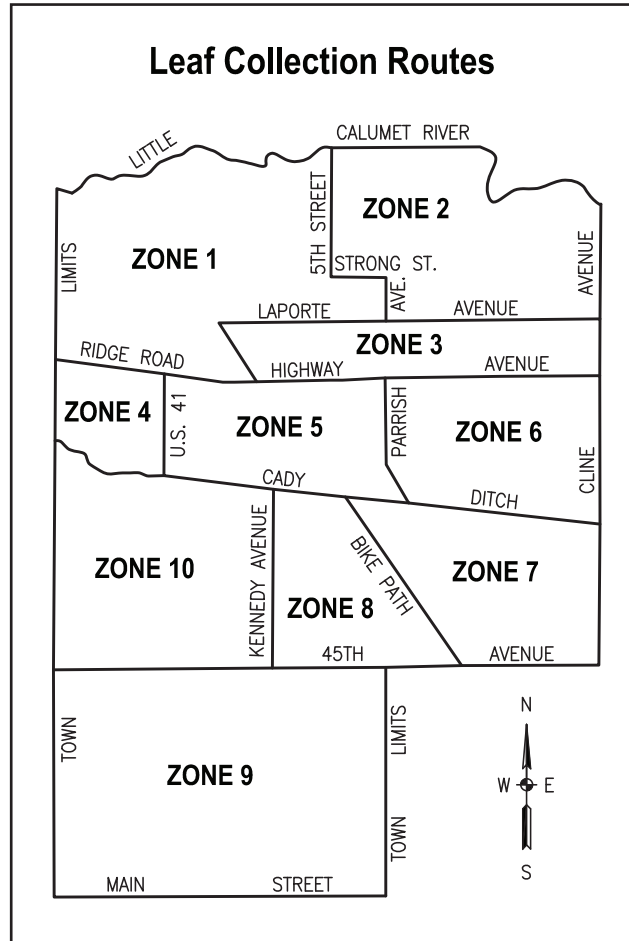 Leaf Collection Routes
CALUMET RIVER
LITTLE
5TH STREET
ZONE 2
ZONE 1
LIMITS
AVENUE
STRONG ST.
AVE.
LAPORTE AVENUE
ZONE 3
RIDGE ROAD
HIGHWAY AVENUE
ZONE 4
U.S. 41
ZONE 5
PARRISH
ZONE 6
CLINE
CADY DITCH
ZONE 10
KENNEDY AVENUE
ZONE 8
BIKE PATH
ZONE 7
45TH AVENUE
TOWN
LIMITS
ZONE 9
TOWN
N
W E
S
MAIN STREET